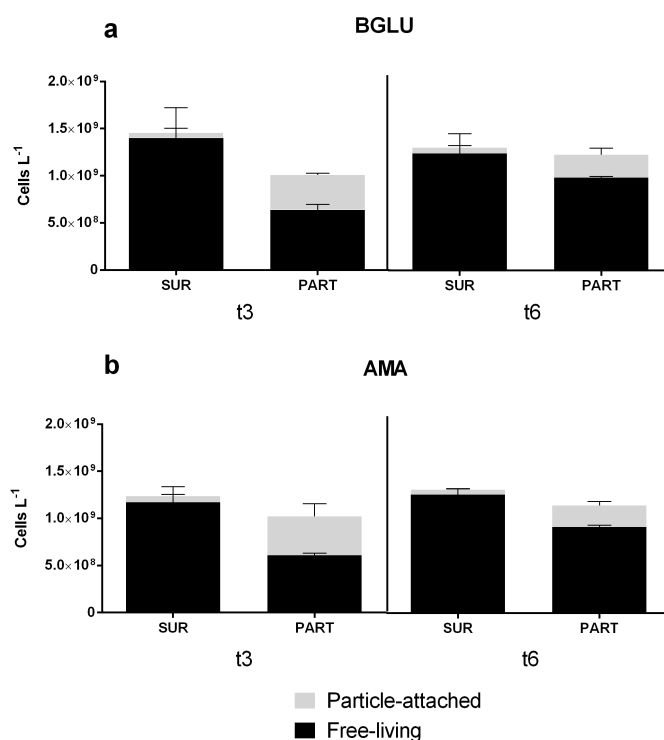 a
BGLU
Cells L⁻¹
2.0×10⁹
1.5×10⁹
1.0×10⁹
5.0×10⁸
0
SUR PART SUR PART
t3 t6
b
AMA
Cells L⁻¹
2.0×10⁹
1.5×10⁹
1.0×10⁹
5.0×10⁸
0
SUR PART SUR PART
t3 t6
Particle-attached
Free-living